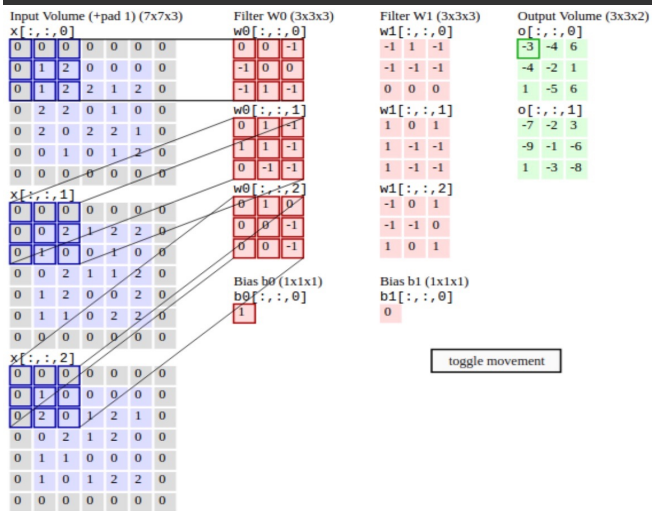 Input Volume (+pad 1) (7x7x3)
x[:,:,0]
0 0 0 0 0 0 0
0 1 2 0 0 0 0
0 1 2 2 1 2 0
0 2 2 0 1 0 0
0 2 0 2 2 1 0
0 0 1 0 1 2 0
0 0 0 0 0 0 0
x[:,:,1]
0 0 0 0 0 0 0
0 0 2 1 2 2 0
0 1 0 0 1 0 0
0 0 2 1 1 2 0
0 1 2 0 0 2 0
0 1 1 0 2 2 0
0 0 0 0 0 0 0
x[:,:,2]
0 0 0 0 0 0 0
0 1 0 0 0 0 0
0 2 0 1 2 1 0
0 0 2 1 2 0 0
0 1 1 0 0 0 0
0 1 0 1 2 2 0
0 0 0 0 0 0 0
Filter W0 (3x3x3)
w0[:,:,0]
0 0 -1
-1 0 0
-1 1 -1
w0[:,:,1]
0 1 -1
1 1 -1
0 -1 -1
w0[:,:,2]
0 1 0
0 0 -1
0 0 -1
Bias b0 (1x1x1)
b0[:,:,0]
1
Filter W1 (3x3x3)
w1[:,:,0]
-1 1 -1
-1 -1 -1
0 0 0
w1[:,:,1]
1 0 1
1 -1 -1
1 -1 -1
w1[:,:,2]
-1 0 1
-1 -1 0
1 0 1
Bias b1 (1x1x1)
b1[:,:,0]
0
Output Volume (3x3x2)
o[:,:,0]
-3 -4 6
-4 -2 1
1 -5 6
o[:,:,1]
-7 -2 3
-9 -1 -6
1 -3 -8
toggle movement